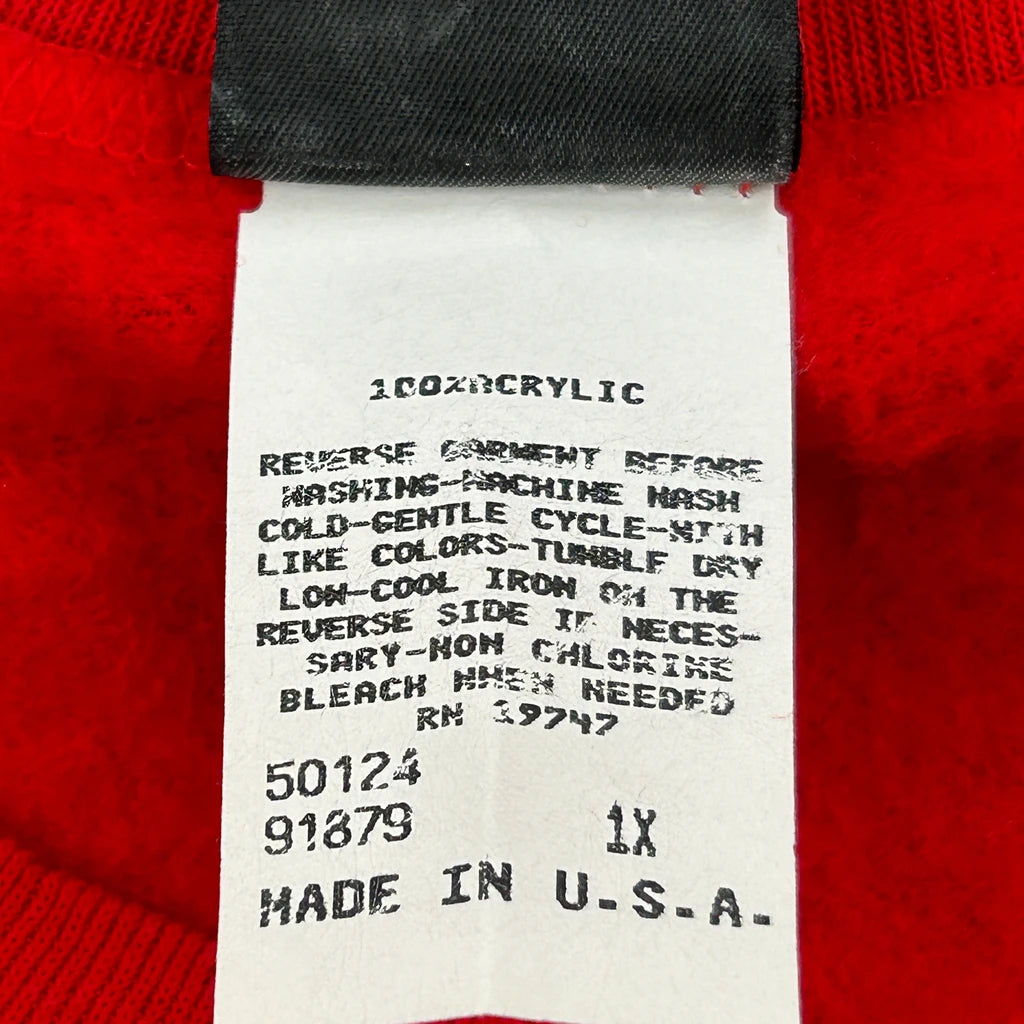 100%ACRYLIC
REVERSE GARMENT BEFORE
WASHING-MACHINE WASH
COLD-GENTLE CYCLE-WITH
LIKE COLORS-TUMBLE DRY
LOW-COOL IRON ON THE
REVERSE SIDE IF NECES-
SARY-NON CHLORINE
BLEACH WHEN NEEDED
RN 19747
50124
91879
1X
MADE IN U.S.A.